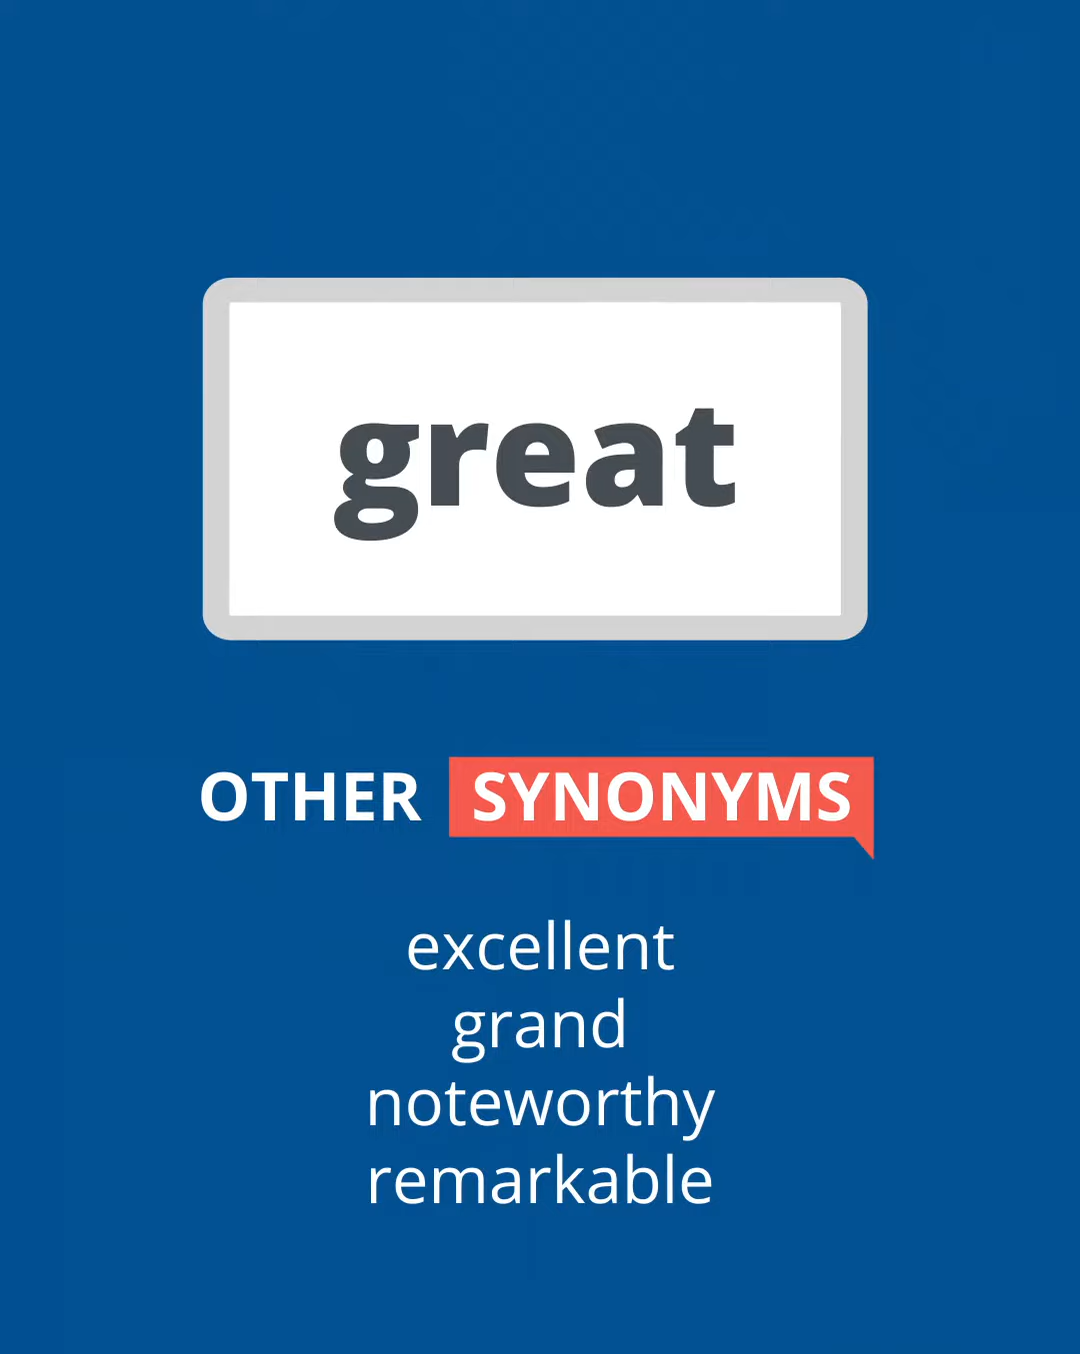 great
OTHER SYNONYMS
excellent
grand
noteworthy
remarkable